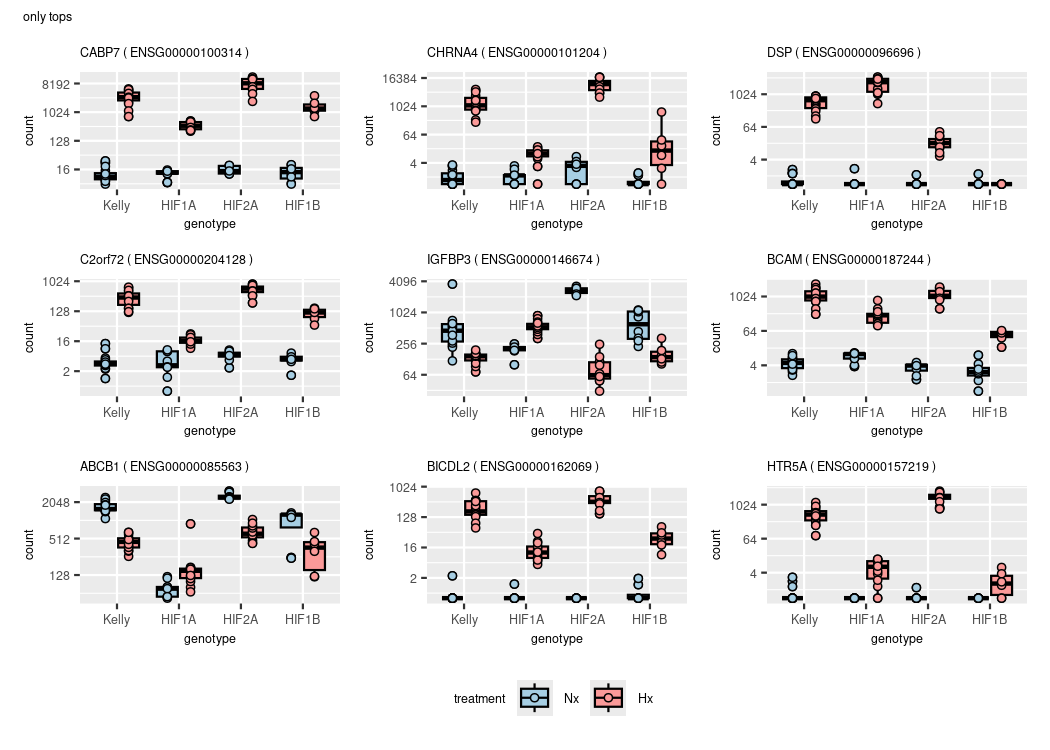 only tops
CABP7 ( ENSG00000100314 )
CHRNA4 ( ENSG00000101204 )
DSP ( ENSG00000096696 )
count
8192
1024
128
16
Kelly HIF1A HIF2A HIF1B
genotype
count
16384
1024
64
4
Kelly HIF1A HIF2A HIF1B
genotype
count
1024
64
4
Kelly HIF1A HIF2A HIF1B
genotype
C2orf72 ( ENSG00000204128 )
IGFBP3 ( ENSG00000146674 )
BCAM ( ENSG00000187244 )
count
1024
128
16
2
Kelly HIF1A HIF2A HIF1B
genotype
count
4096
1024
256
64
Kelly HIF1A HIF2A HIF1B
genotype
count
1024
64
4
Kelly HIF1A HIF2A HIF1B
genotype
ABCB1 ( ENSG00000085563 )
BICDL2 ( ENSG00000162069 )
HTR5A ( ENSG00000157219 )
count
2048
512
128
Kelly HIF1A HIF2A HIF1B
genotype
count
1024
128
16
2
Kelly HIF1A HIF2A HIF1B
genotype
count
1024
64
4
Kelly HIF1A HIF2A HIF1B
genotype
treatment Nx Hx